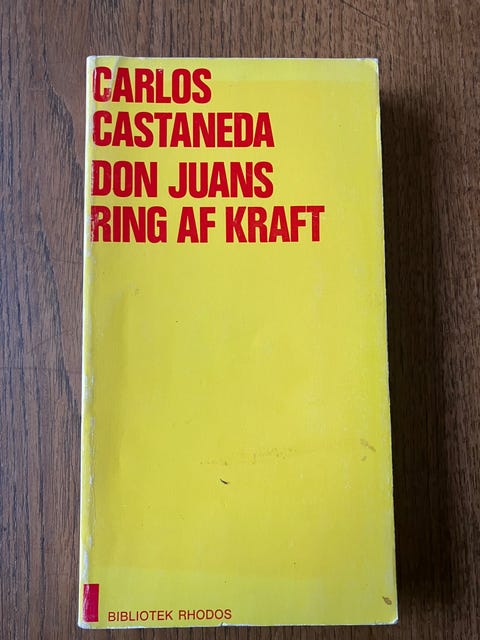 CARLOS
CASTANEDA
DON JUANS
RING AF KRAFT
BIBLIOTEK RHODOS